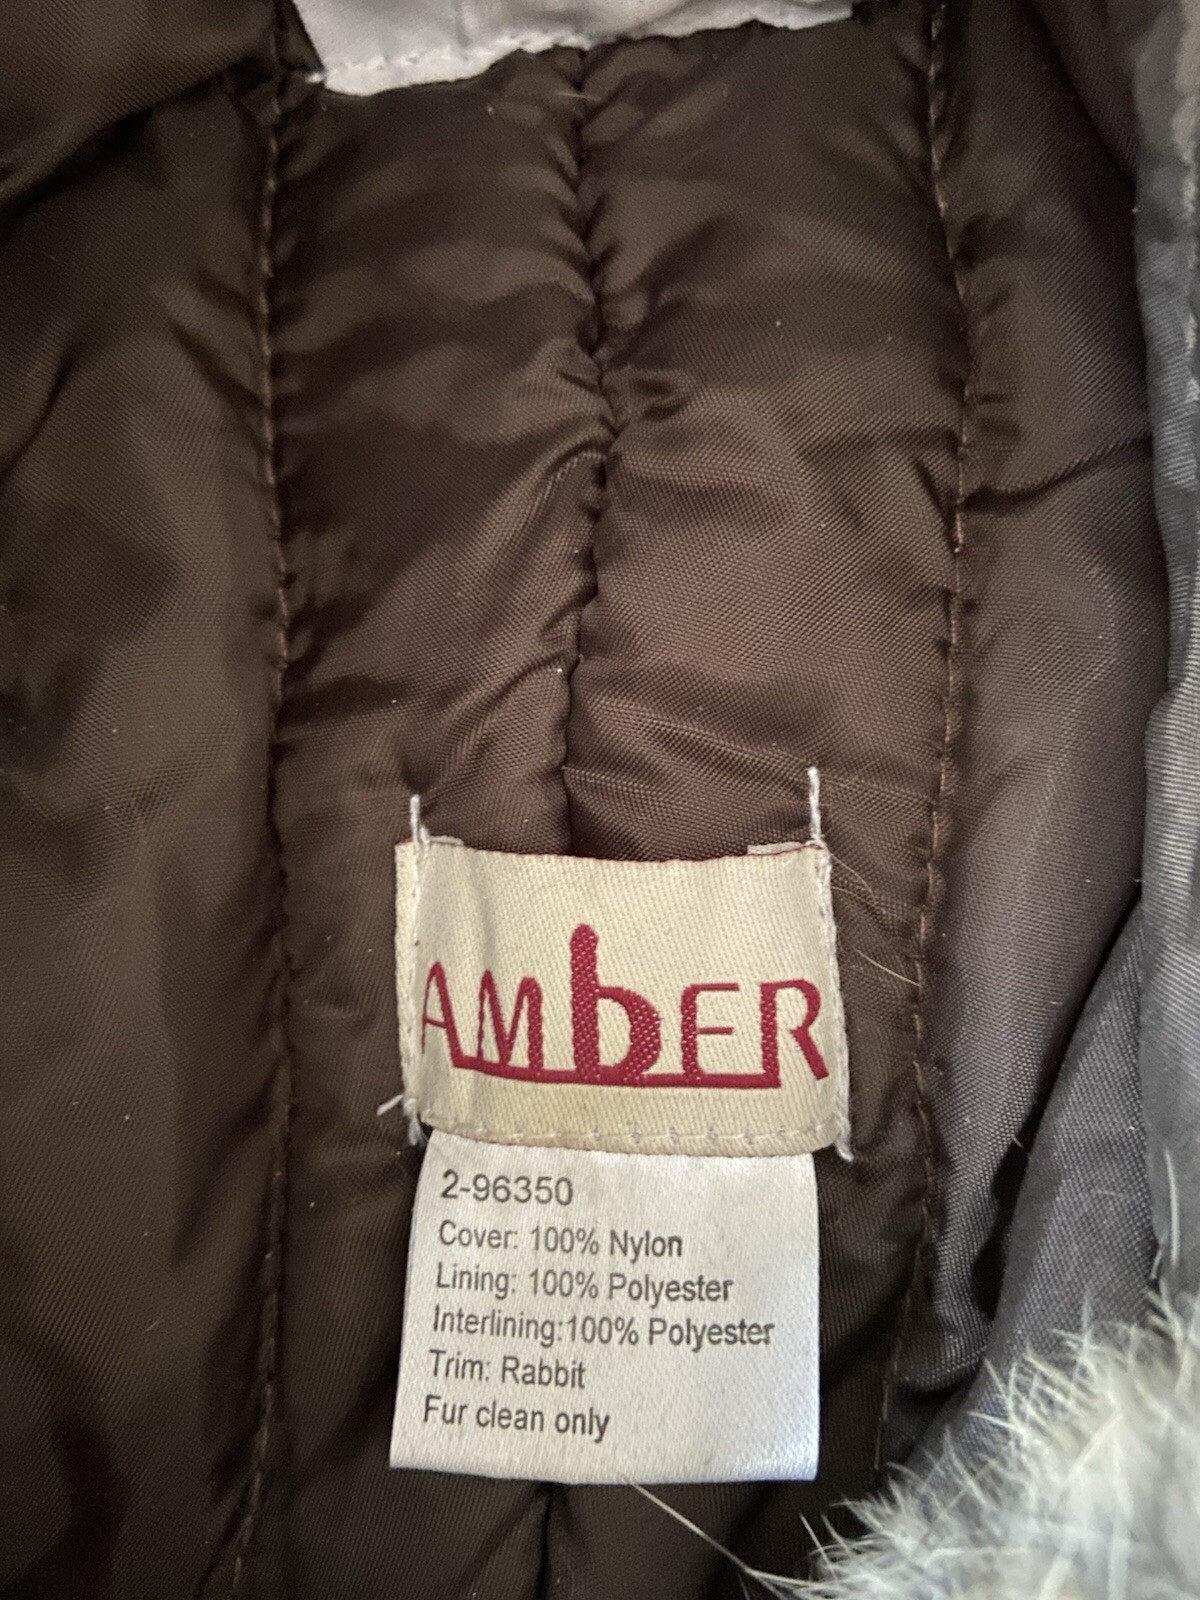 AMbER
2-96350
Cover: 100% Nylon
Lining: 100% Polyester
Interlining:100% Polyester
Trim: Rabbit
Fur clean only